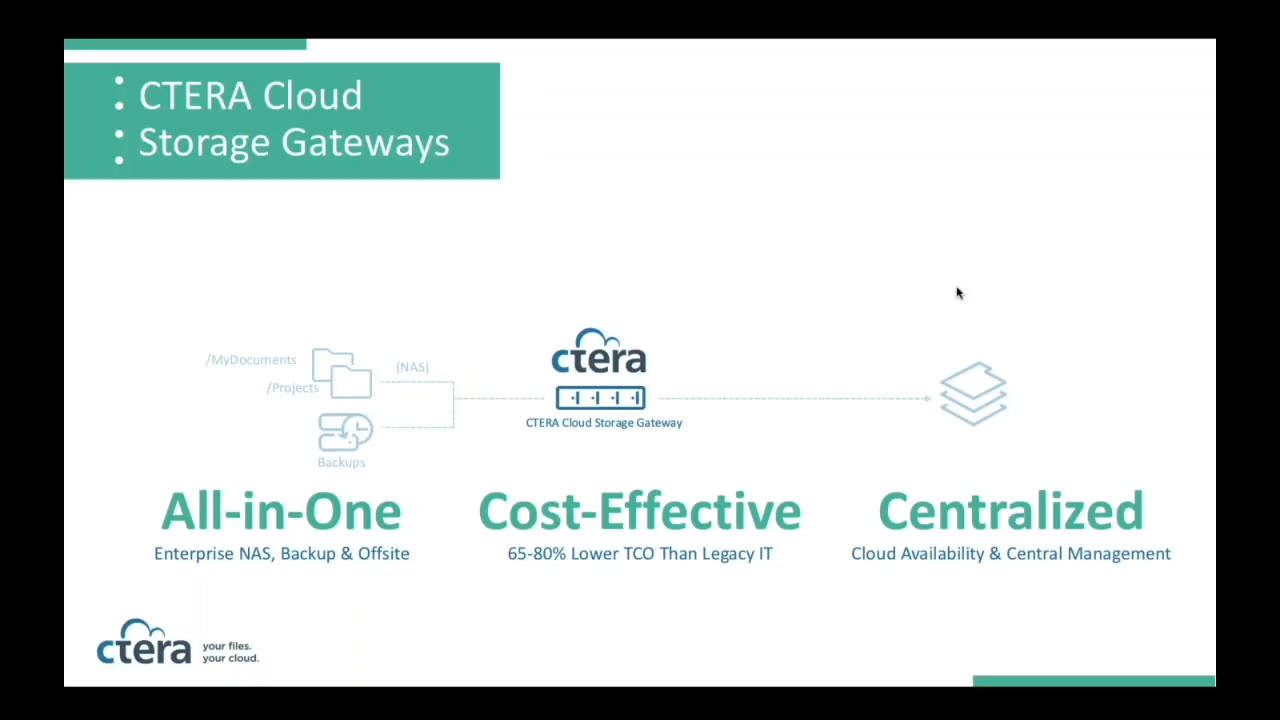 CTERA Cloud
Storage Gateways
/MyDocuments
(NAS)
/Projects
ctera
CTERA Cloud Storage Gateway
Backups
All-in-One
Enterprise NAS, Backup & Offsite
Cost-Effective
65-80% Lower TCO Than Legacy IT
Centralized
Cloud Availability & Central Management
ctera
your files.
your cloud.